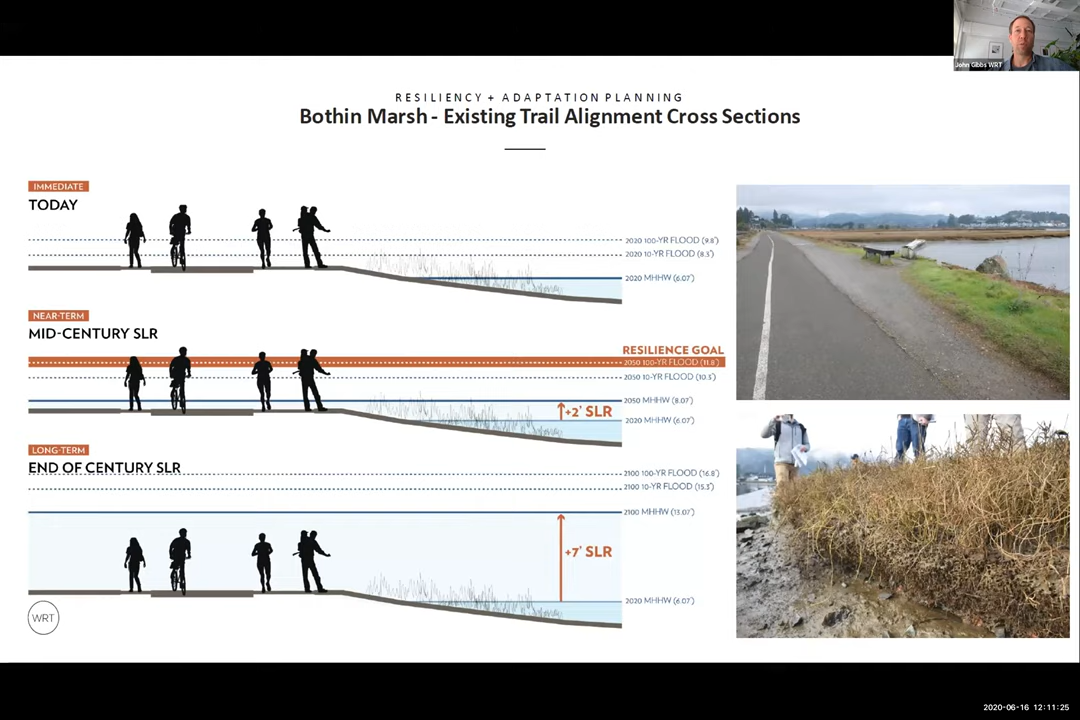 John Gibbs WRT
RESILIENCY + ADAPTATION PLANNING
Bothin Marsh - Existing Trail Alignment Cross Sections
IMMEDIATE
TODAY
2020 100-YR FLOOD (9.8')
2020 10-YR FLOOD (8.3')
2020 MHHW (6.07')
NEAR-TERM
MID-CENTURY SLR
RESILIENCE GOAL
2050 100-YR FLOOD (11.8')
2050 10-YR FLOOD (10.3')
2050 MHHW (8.07')
+2' SLR
2020 MHHW (6.07')
LONG-TERM
END OF CENTURY SLR
2100 100-YR FLOOD (16.8')
2100 10-YR FLOOD (15.3')
2100 MHHW (13.07')
+7' SLR
2020 MHHW (6.07')
WRT
2020-06-16 12:11:25